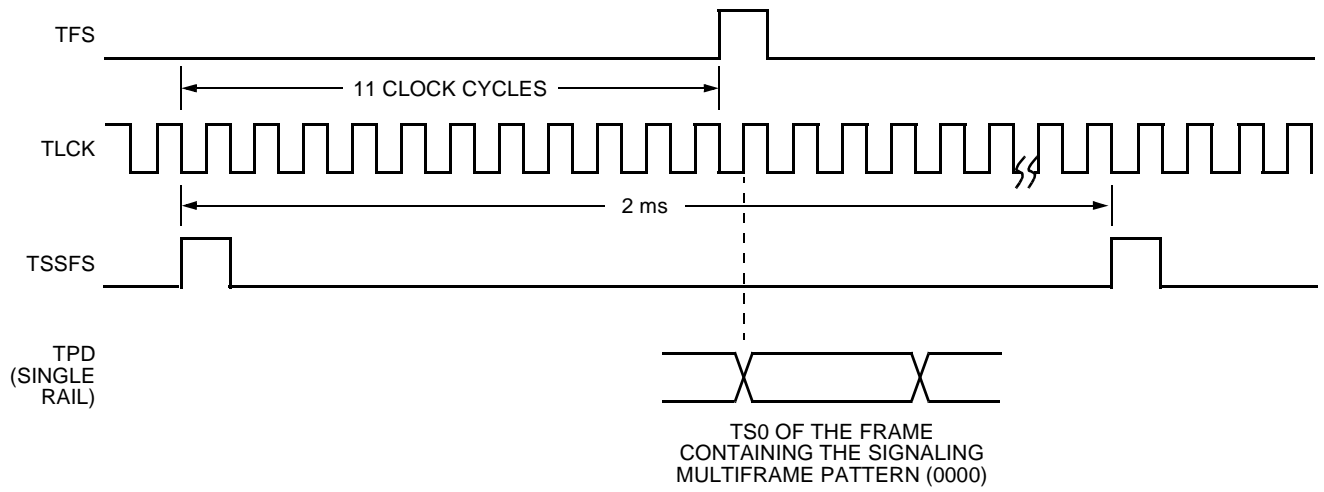 TFS
11 CLOCK CYCLES
TLCK
2 ms
TSSFS
TPD
(SINGLE
RAIL)
TS0 OF THE FRAME
CONTAINING THE SIGNALING
MULTIFRAME PATTERN (0000)